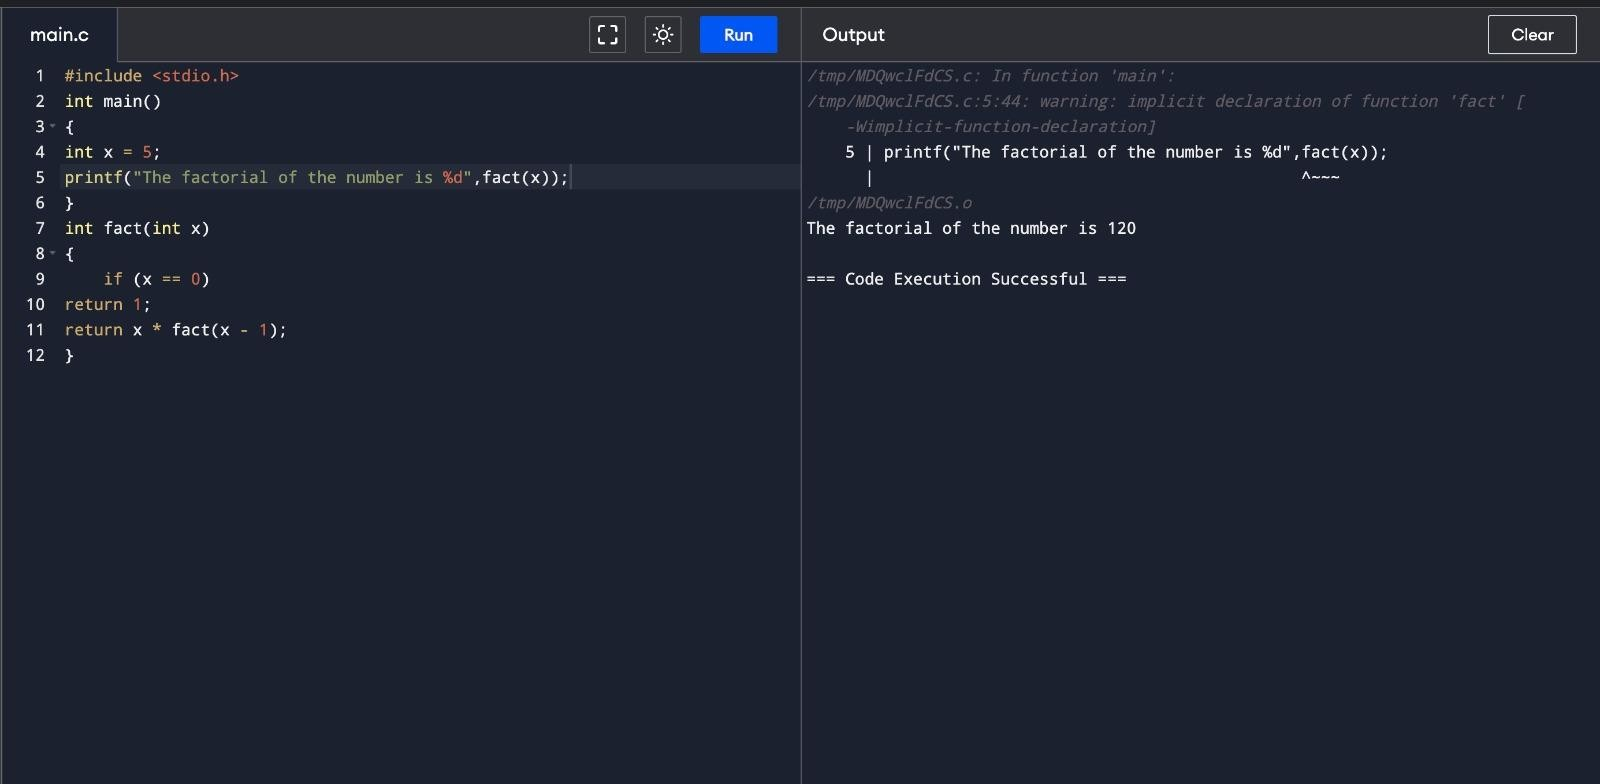 main.c
Run
1 #include <stdio.h>
2 int main()
3 {
4 int x = 5;
5 printf("The factorial of the number is %d",fact(x));
6 }
7 int fact(int x)
8 {
9     if (x == 0)
10 return 1;
11 return x * fact(x - 1);
12 }
Output
Clear
/tmp/MDQwclFdCS.c: In function 'main':
/tmp/MDQwclFdCS.c:5:44: warning: implicit declaration of function 'fact' [
    -Wimplicit-function-declaration]
    5 | printf("The factorial of the number is %d",fact(x));
      |                                            ^~~~
/tmp/MDQwclFdCS.o
The factorial of the number is 120
=== Code Execution Successful ===